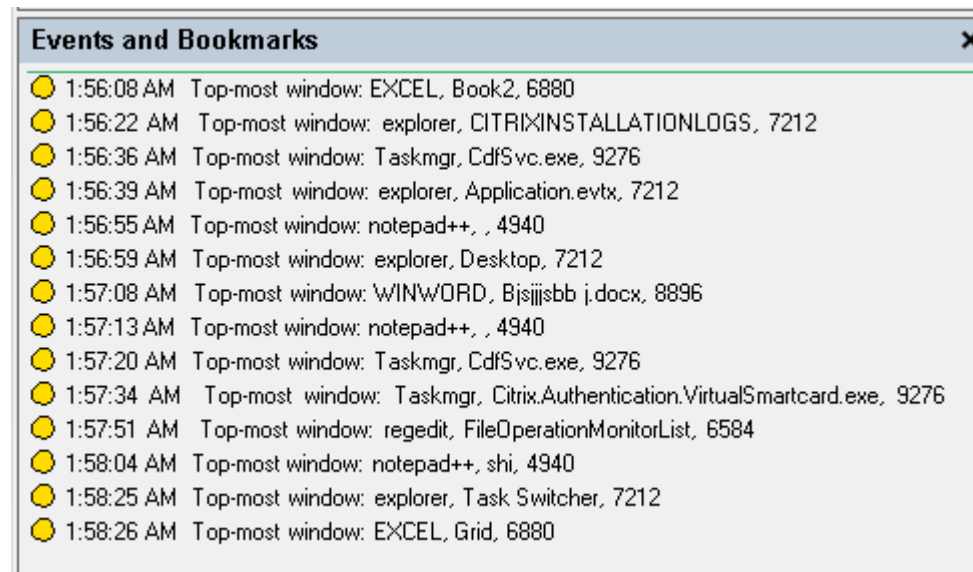 Events and Bookmarks
1:56:08 AM Top-most window: EXCEL, Book2, 6880
1:56:22 AM Top-most window: explorer, CITRIXINSTALLATIONLOGS, 7212
1:56:36 AM Top-most window: Taskmgr, CdfSvc.exe, 9276
1:56:39 AM Top-most window: explorer, Application.evtx, 7212
1:56:55 AM Top-most window: notepad++, , 4940
1:56:59 AM Top-most window: explorer, Desktop, 7212
1:57:08 AM Top-most window: WINWORD, Bjsjjjsbb j.docx, 8896
1:57:13 AM Top-most window: notepad++, , 4940
1:57:20 AM Top-most window: Taskmgr, CdfSvc.exe, 9276
1:57:34 AM Top-most window: Taskmgr, Citrix.Authentication.VirtualSmartcard.exe, 9276
1:57:51 AM Top-most window: regedit, FileOperationMonitorList, 6584
1:58:04 AM Top-most window: notepad++, shi, 4940
1:58:25 AM Top-most window: explorer, Task Switcher, 7212
1:58:26 AM Top-most window: EXCEL, Grid, 6880